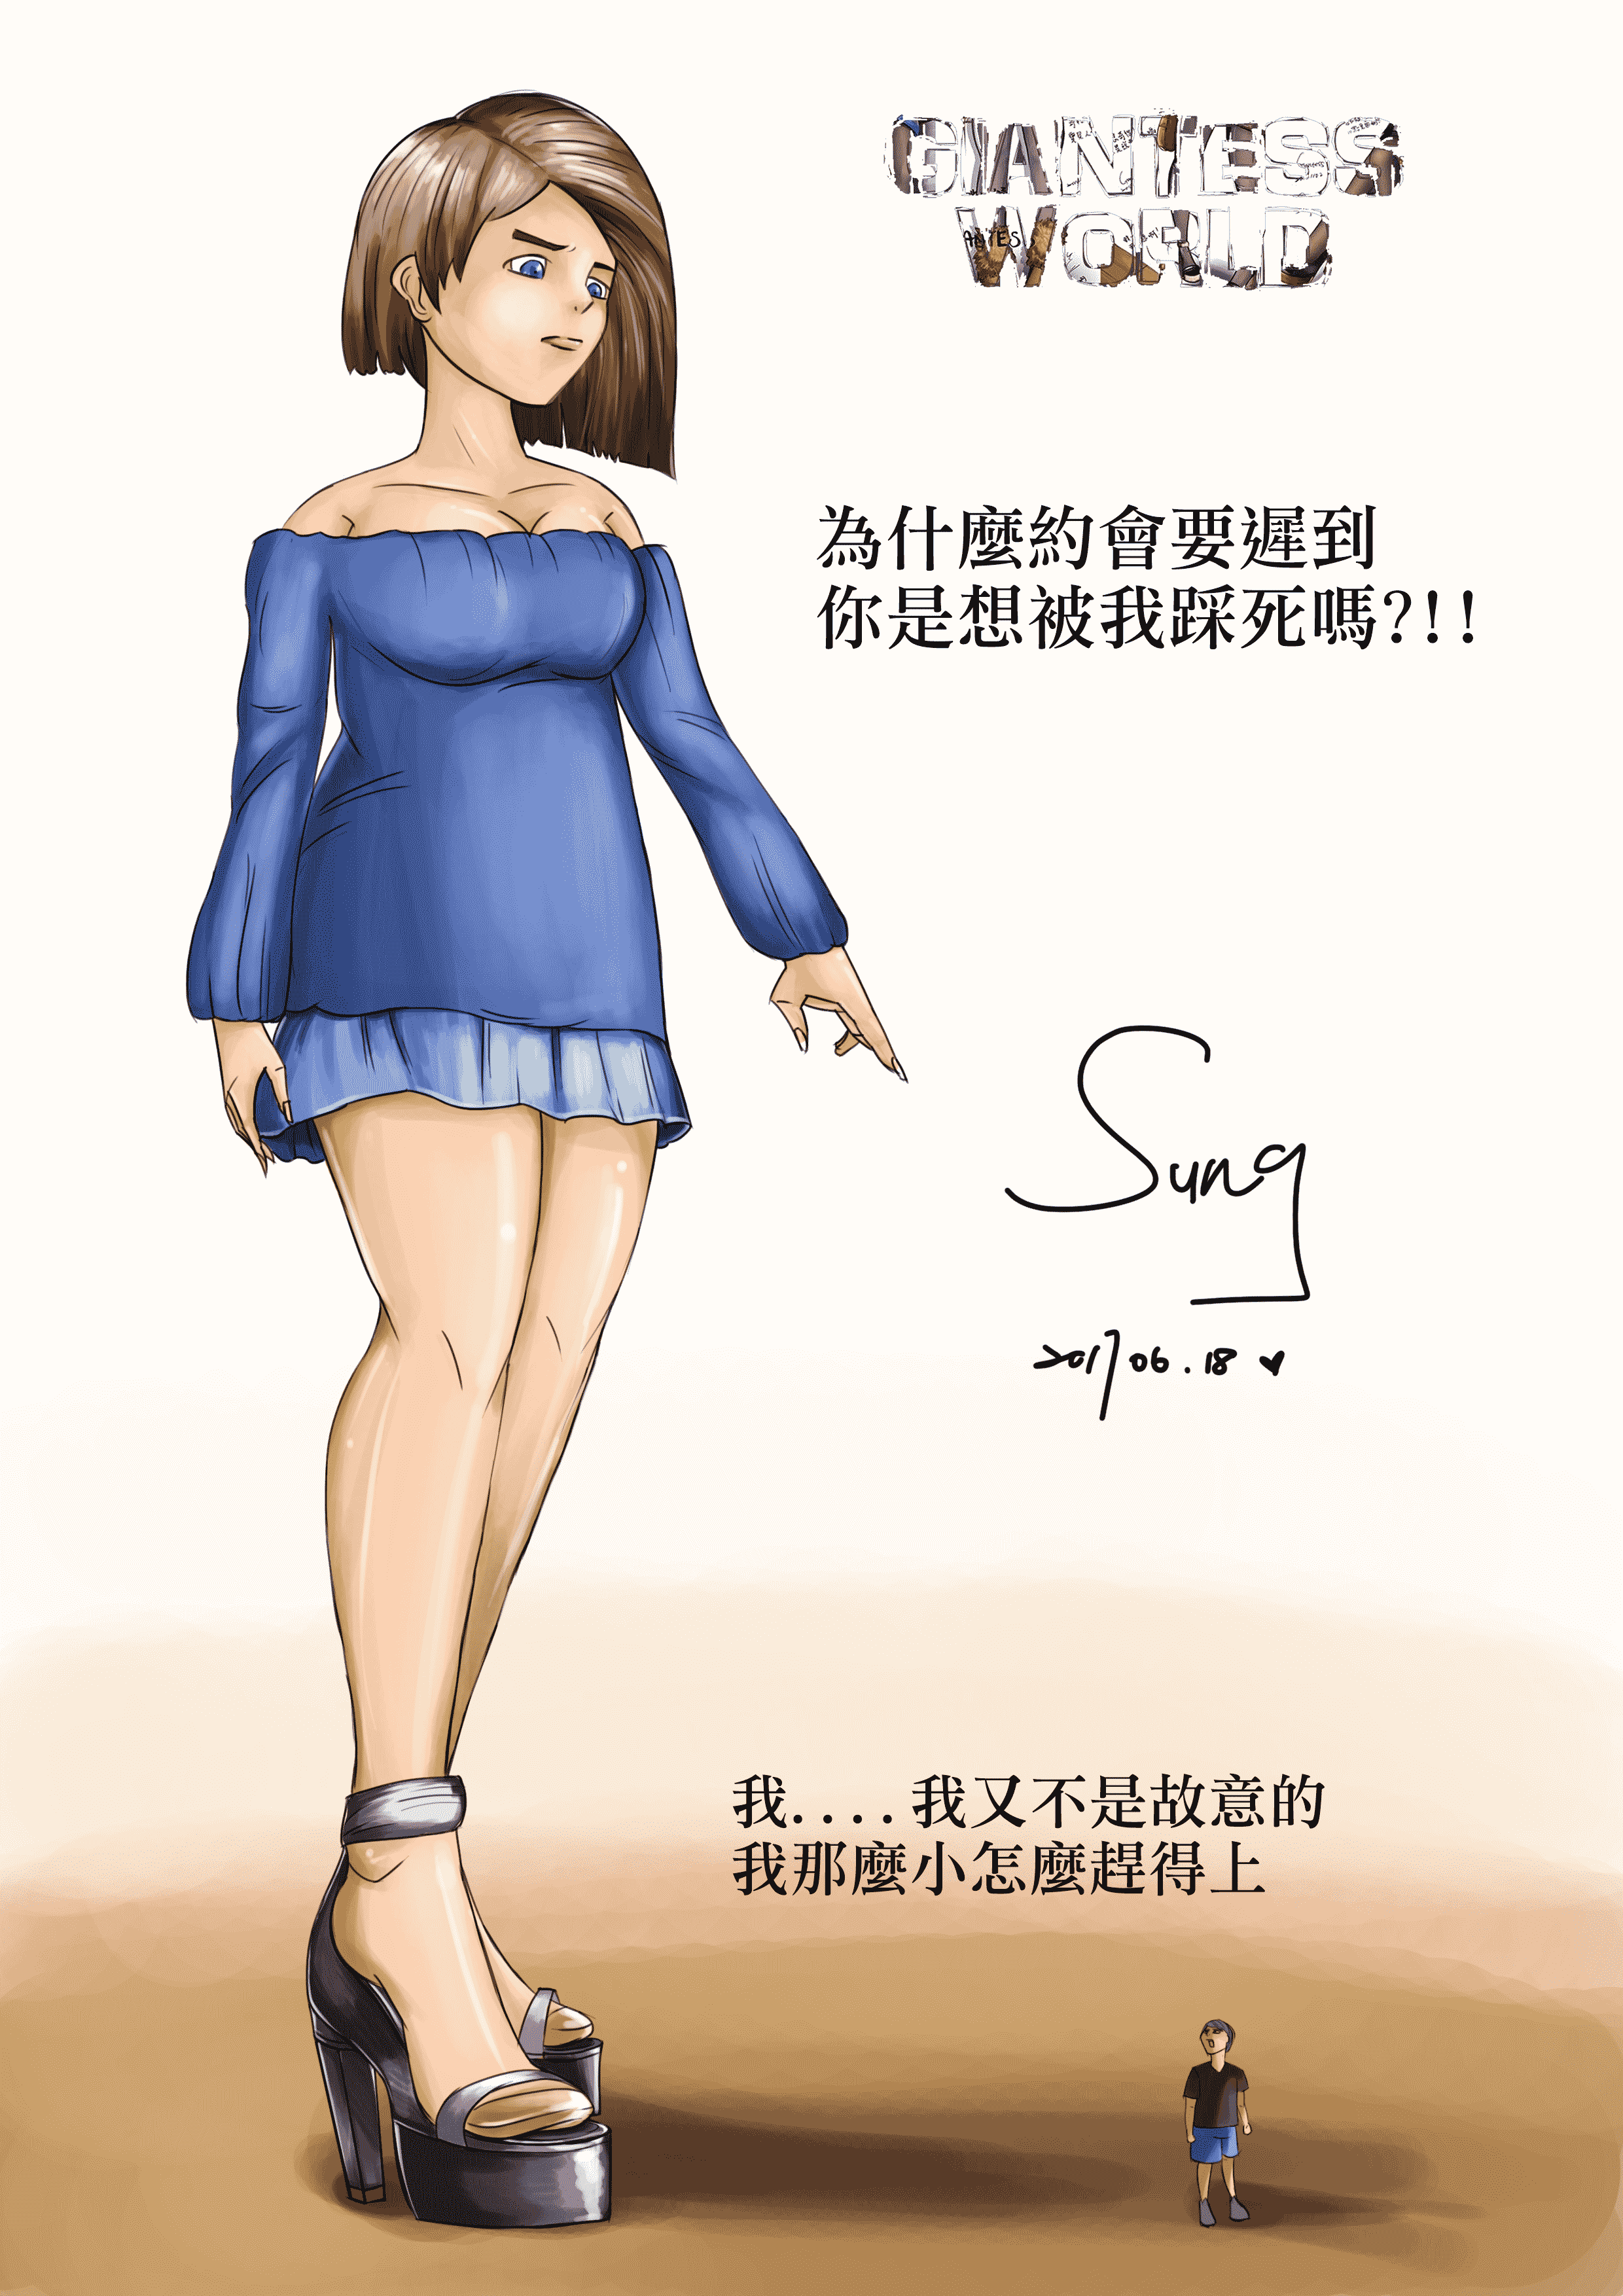 GIANTESS
WORLD
為什麼約會要遲到
你是想被我踩死嗎?!!
Sung
2017 06.18
我....我又不是故意的
我那麼小怎麼趕得上